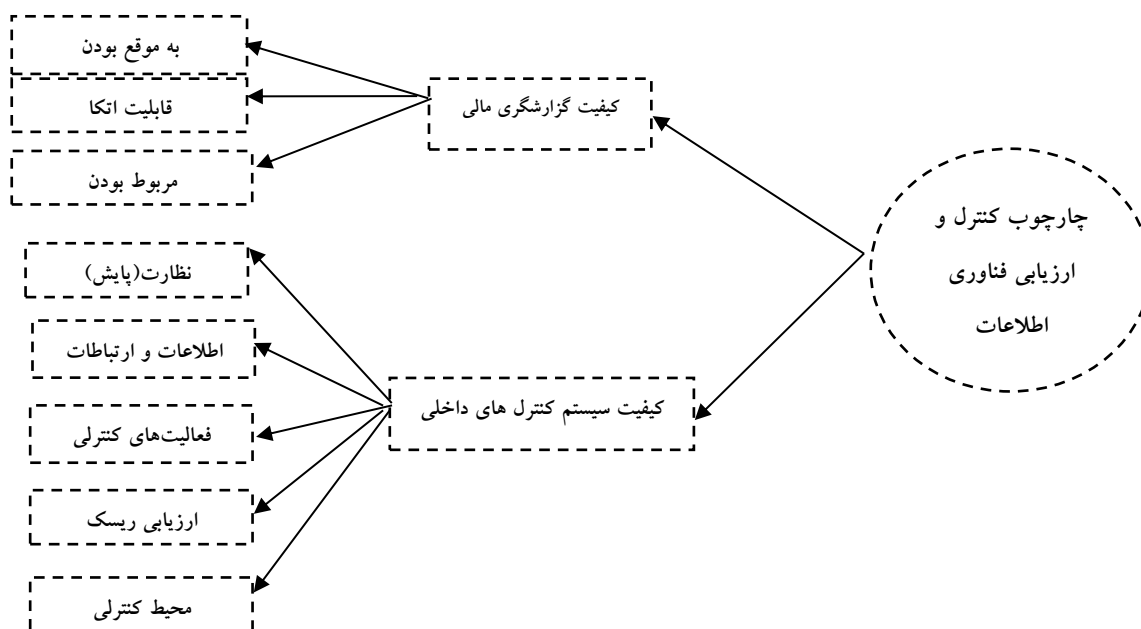 چارچوب کنترل و
ارزیابی فناوری
اطلاعات
کیفیت گزارشگری مالی
به موقع بودن
قابلیت اتکا
مربوط بودن
کیفیت سیستم کنترل های داخلی
نظارت(پایش)
اطلاعات و ارتباطات
فعالیت‌های کنترلی
ارزیابی ریسک
محیط کنترلی